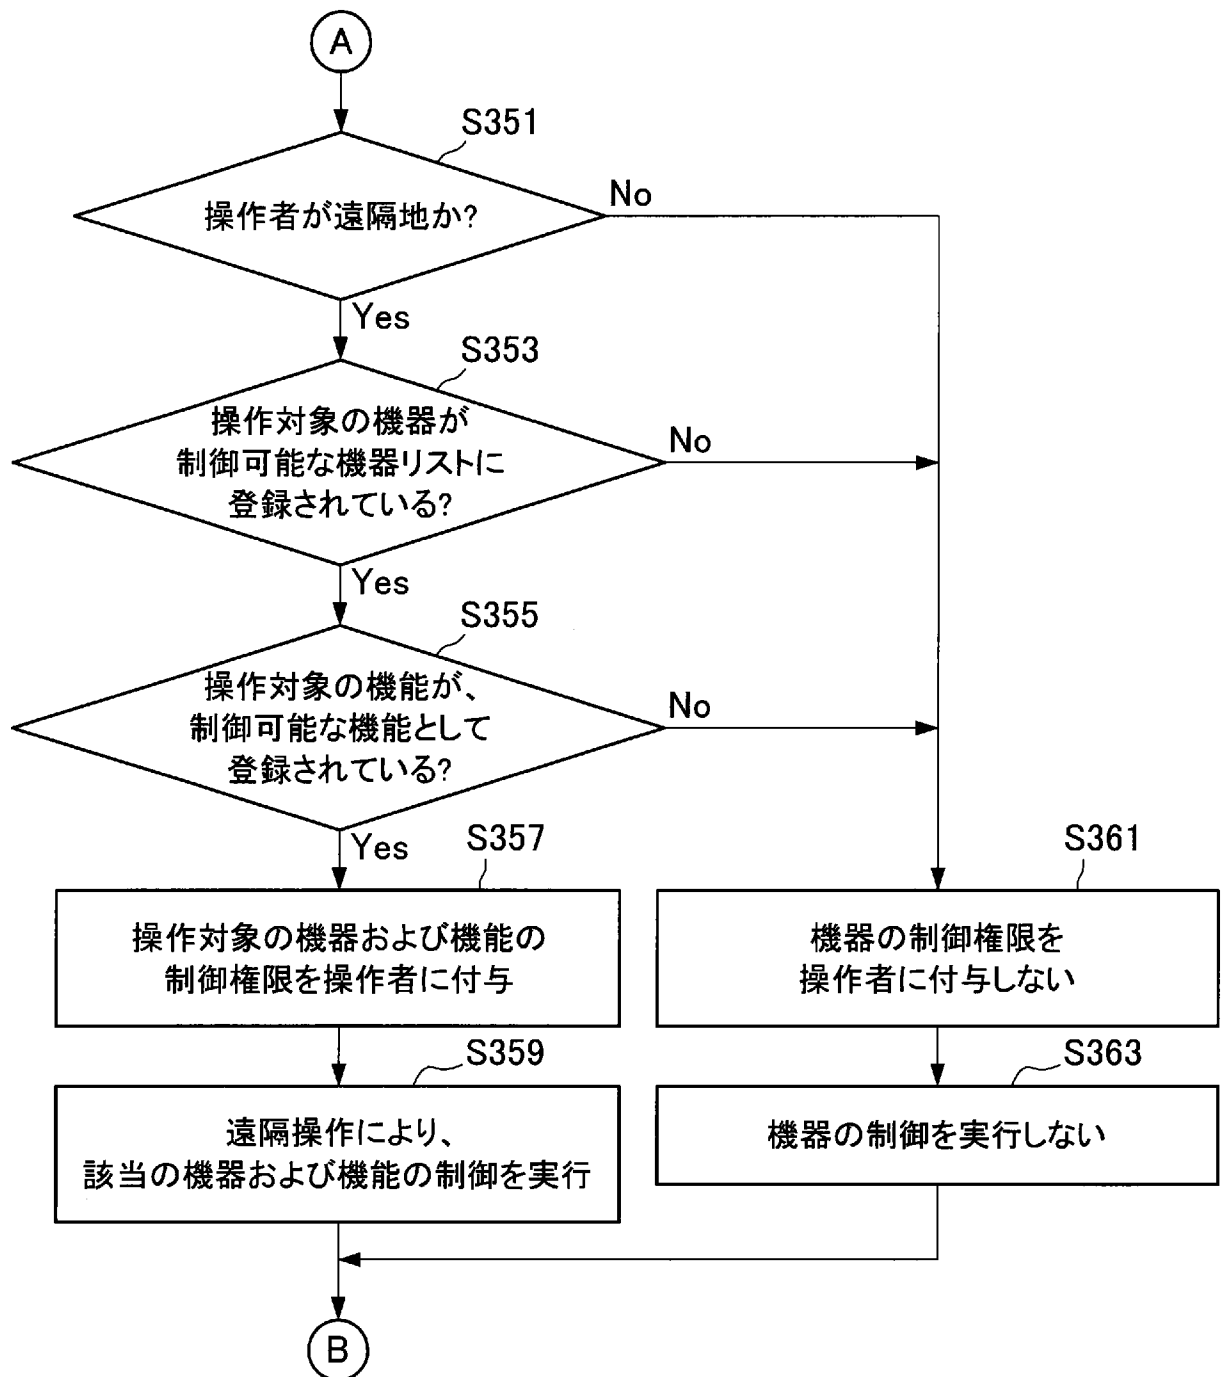 A
S351
操作者が遠隔地か?
No
Yes
S353
操作対象の機器が
制御可能な機器リストに
登録されている?
No
Yes
S355
操作対象の機能が、
制御可能な機能として
登録されている?
No
Yes
S357
操作対象の機器および機能の
制御権限を操作者に付与
S361
機器の制御権限を
操作者に付与しない
S359
遠隔操作により、
該当の機器および機能の制御を実行
S363
機器の制御を実行しない
B